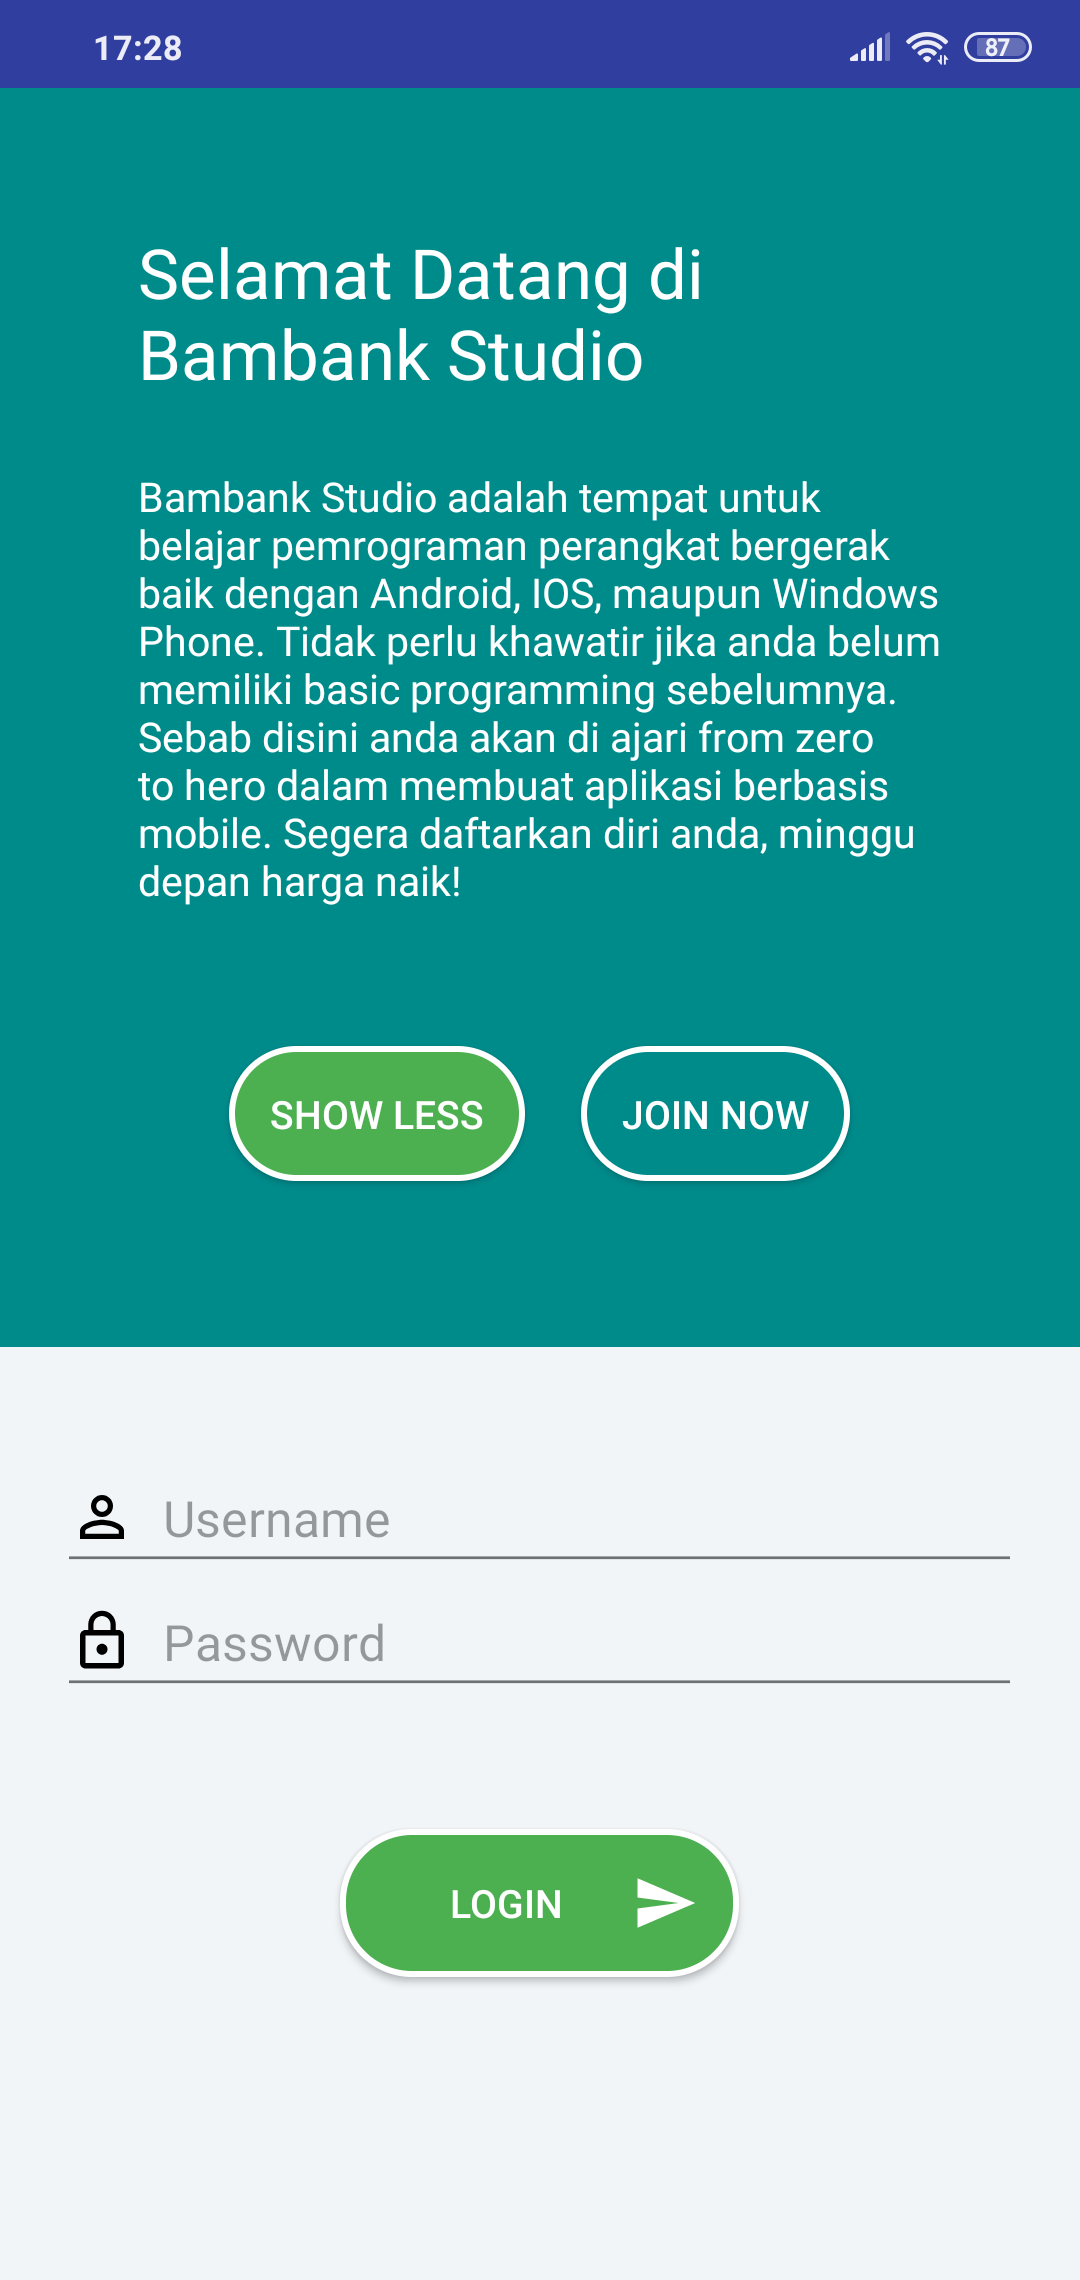 17:28
87
Selamat Datang di
Bambank Studio
Bambank Studio adalah tempat untuk
belajar pemrograman perangkat bergerak
baik dengan Android, IOS, maupun Windows
Phone. Tidak perlu khawatir jika anda belum
memiliki basic programming sebelumnya.
Sebab disini anda akan di ajari from zero
to hero dalam membuat aplikasi berbasis
mobile. Segera daftarkan diri anda, minggu
depan harga naik!
SHOW LESS
JOIN NOW
Username
Password
LOGIN